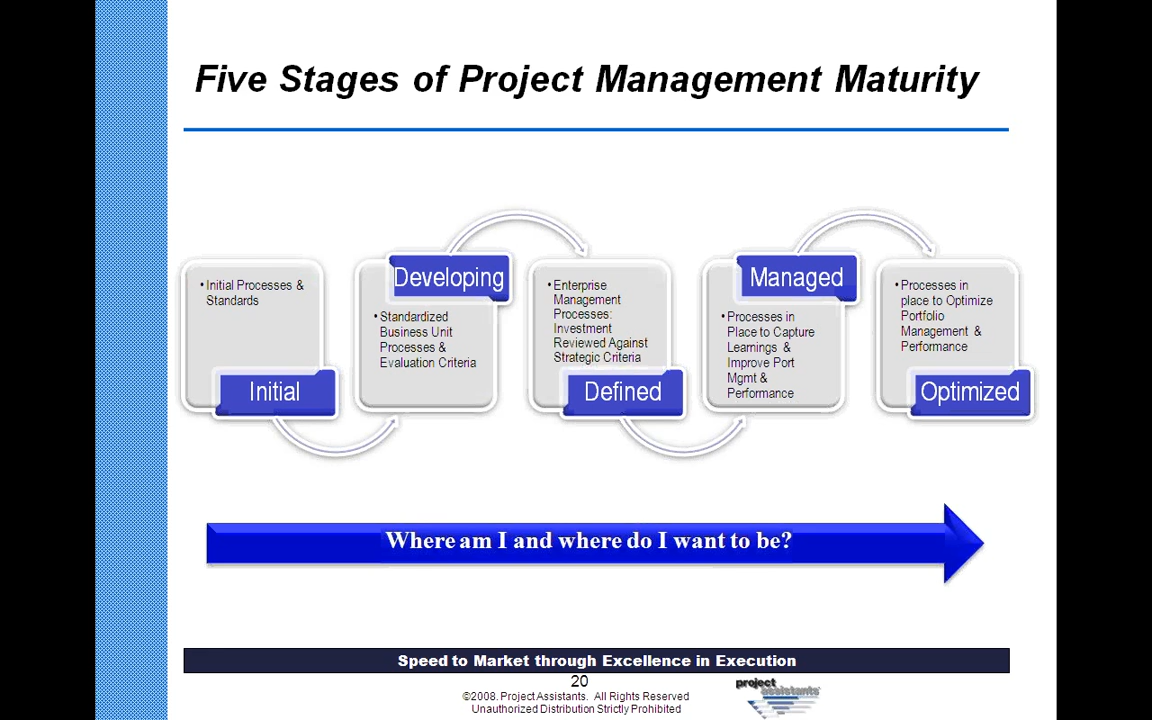 Five Stages of Project Management Maturity
• Initial Processes &
Standards
Initial
Developing
• Standardized
Business Unit
Processes &
Evaluation Criteria
• Enterprise
Management
Processes:
Investment
Reviewed Against
Strategic Criteria
Defined
Managed
• Processes in
Place to Capture
Learnings &
Improve Port
Mgmt &
Performance
• Processes in
place to Optimize
Portfolio
Management &
Performance
Optimized
Where am I and where do I want to be?
Speed to Market through Excellence in Execution
20
©2008. Project Assistants. All Rights Reserved
Unauthorized Distribution Strictly Prohibited
project
assistants